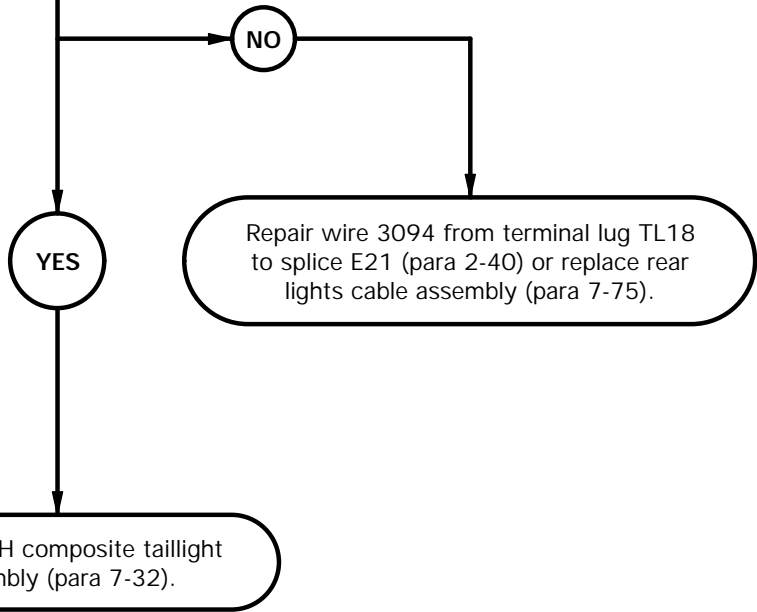 NO
Repair wire 3094 from terminal lug TL18
to splice E21 (para 2-40) or replace rear
lights cable assembly (para 7-75).
YES
composite taillight
(para 7-32).